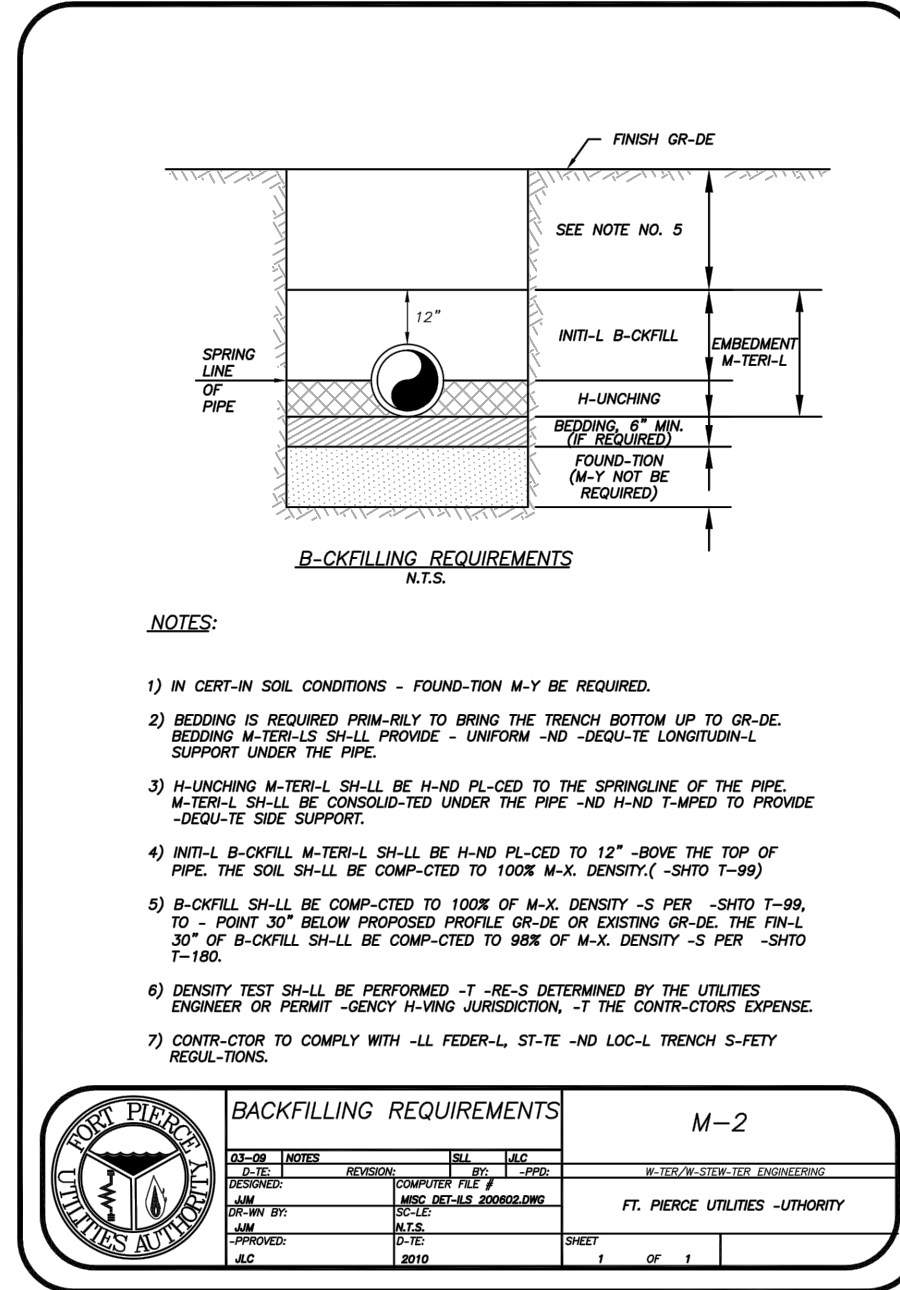 FINISH GR-DE
SEE NOTE NO. 5
12"
INITI-L B-CKFILL
EMBEDMENT
M-TERI-L
SPRING
LINE
OF
PIPE
H-UNCHING
BEDDING, 6" MIN.
(IF REQUIRED)
FOUND-TION
(M-Y NOT BE
REQUIRED)
B-CKFILLING REQUIREMENTS
N.T.S.
NOTES:
1) IN CERT-IN SOIL CONDITIONS - FOUND-TION M-Y BE REQUIRED.
2) BEDDING IS REQUIRED PRIM-RILY TO BRING THE TRENCH BOTTOM UP TO GR-DE.
BEDDING M-TERI-LS SH-LL PROVIDE - UNIFORM -ND -DEQU-TE LONGITUDIN-L
SUPPORT UNDER THE PIPE.
3) H-UNCHING M-TERI-L SH-LL BE H-ND PL-CED TO THE SPRINGLINE OF THE PIPE.
M-TERI-L SH-LL BE CONSOLID-TED UNDER THE PIPE -ND H-ND T-MPED TO PROVIDE
-DEQU-TE SIDE SUPPORT.
4) INITI-L B-CKFILL M-TERI-L SH-LL BE H-ND PL-CED TO 12" -BOVE THE TOP OF
PIPE. THE SOIL SH-LL BE COMP-CTED TO 100% M-X. DENSITY.( -SHTO T-99)
5) B-CKFILL SH-LL BE COMP-CTED TO 100% OF M-X. DENSITY -S PER -SHTO T-99,
TO - POINT 30" BELOW PROPOSED PROFILE GR-DE OR EXISTING GR-DE. THE FIN-L
30" OF B-CKFILL SH-LL BE COMP-CTED TO 98% OF M-X. DENSITY -S PER -SHTO
T-180.
6) DENSITY TEST SH-LL BE PERFORMED -T -RE-S DETERMINED BY THE UTILITIES
ENGINEER OR PERMIT -GENCY H-VING JURISDICTION, -T THE CONTR-CTORS EXPENSE.
7) CONTR-CTOR TO COMPLY WITH -LL FEDER-L, ST-TE -ND LOC-L TRENCH S-FETY
REGUL-TIONS.
FORT PIERCE
UTILITIES AUTHORITY
BACKFILLING REQUIREMENTS
M-2
03-09 NOTES SLL JLC
D-TE: REVISION: BY: -PPD:
W-TER/W-STEW-TER ENGINEERING
DESIGNED: COMPUTER FILE #
JJM MISC DET-ILS 200602.DWG
FT. PIERCE UTILITIES -UTHORITY
DR-WN BY: SC-LE:
JJM N.T.S.
-PPROVED: D-TE: SHEET
JLC 2010 1 OF 1